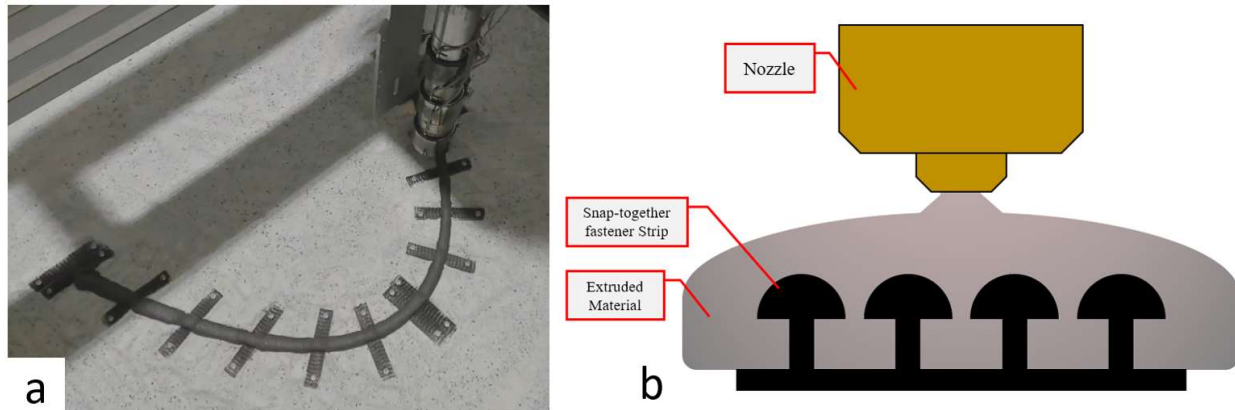 Nozzle
Snap-together
fastener Strip
Extruded
Material
a
b